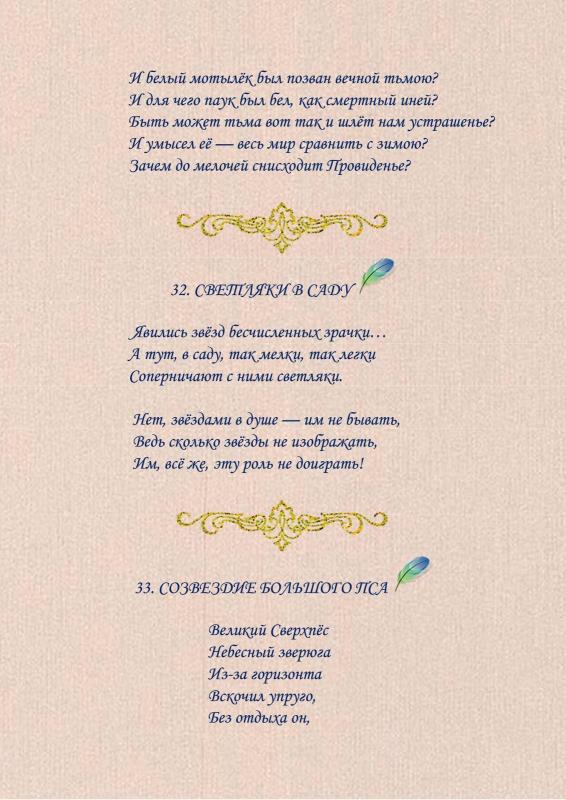 И белый мотылёк был позван вечной тьмою?
И для чего паук был бел, как смертный иней?
Быть может тьма вот так и шлёт нам устрашенье?
И умысел её — весь мир сравнить с зимою?
Зачем до мелочей снисходит Провиденье?
32. СВЕТЛЯКИ В САДУ
Явились звёзд бесчисленных зрачки…
А тут, в саду, так мелки, так легки
Соперничают с ними светляки.
Нет, звёздами в душе — им не бывать,
Ведь сколько звёзды не изображать,
Им, всё же, эту роль не доиграть!
33. СОЗВЕЗДИЕ БОЛЬШОГО ПСА
Великий Сверхпёс
Небесный зверюга
Из-за горизонта
Вскочил упруго,
Без отдыха он,